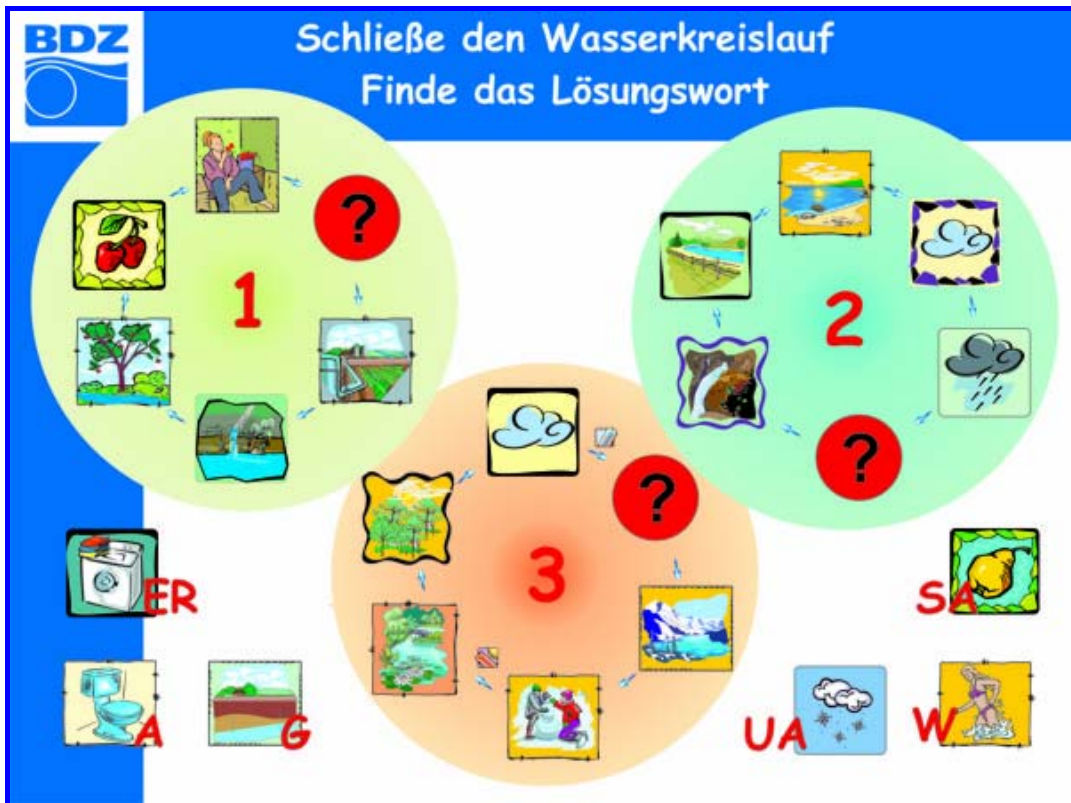 BDZ
Schließe den Wasserkreislauf
Finde das Lösungswort
?
1
2
?
?
3
ER
SA
A
G
UA
W